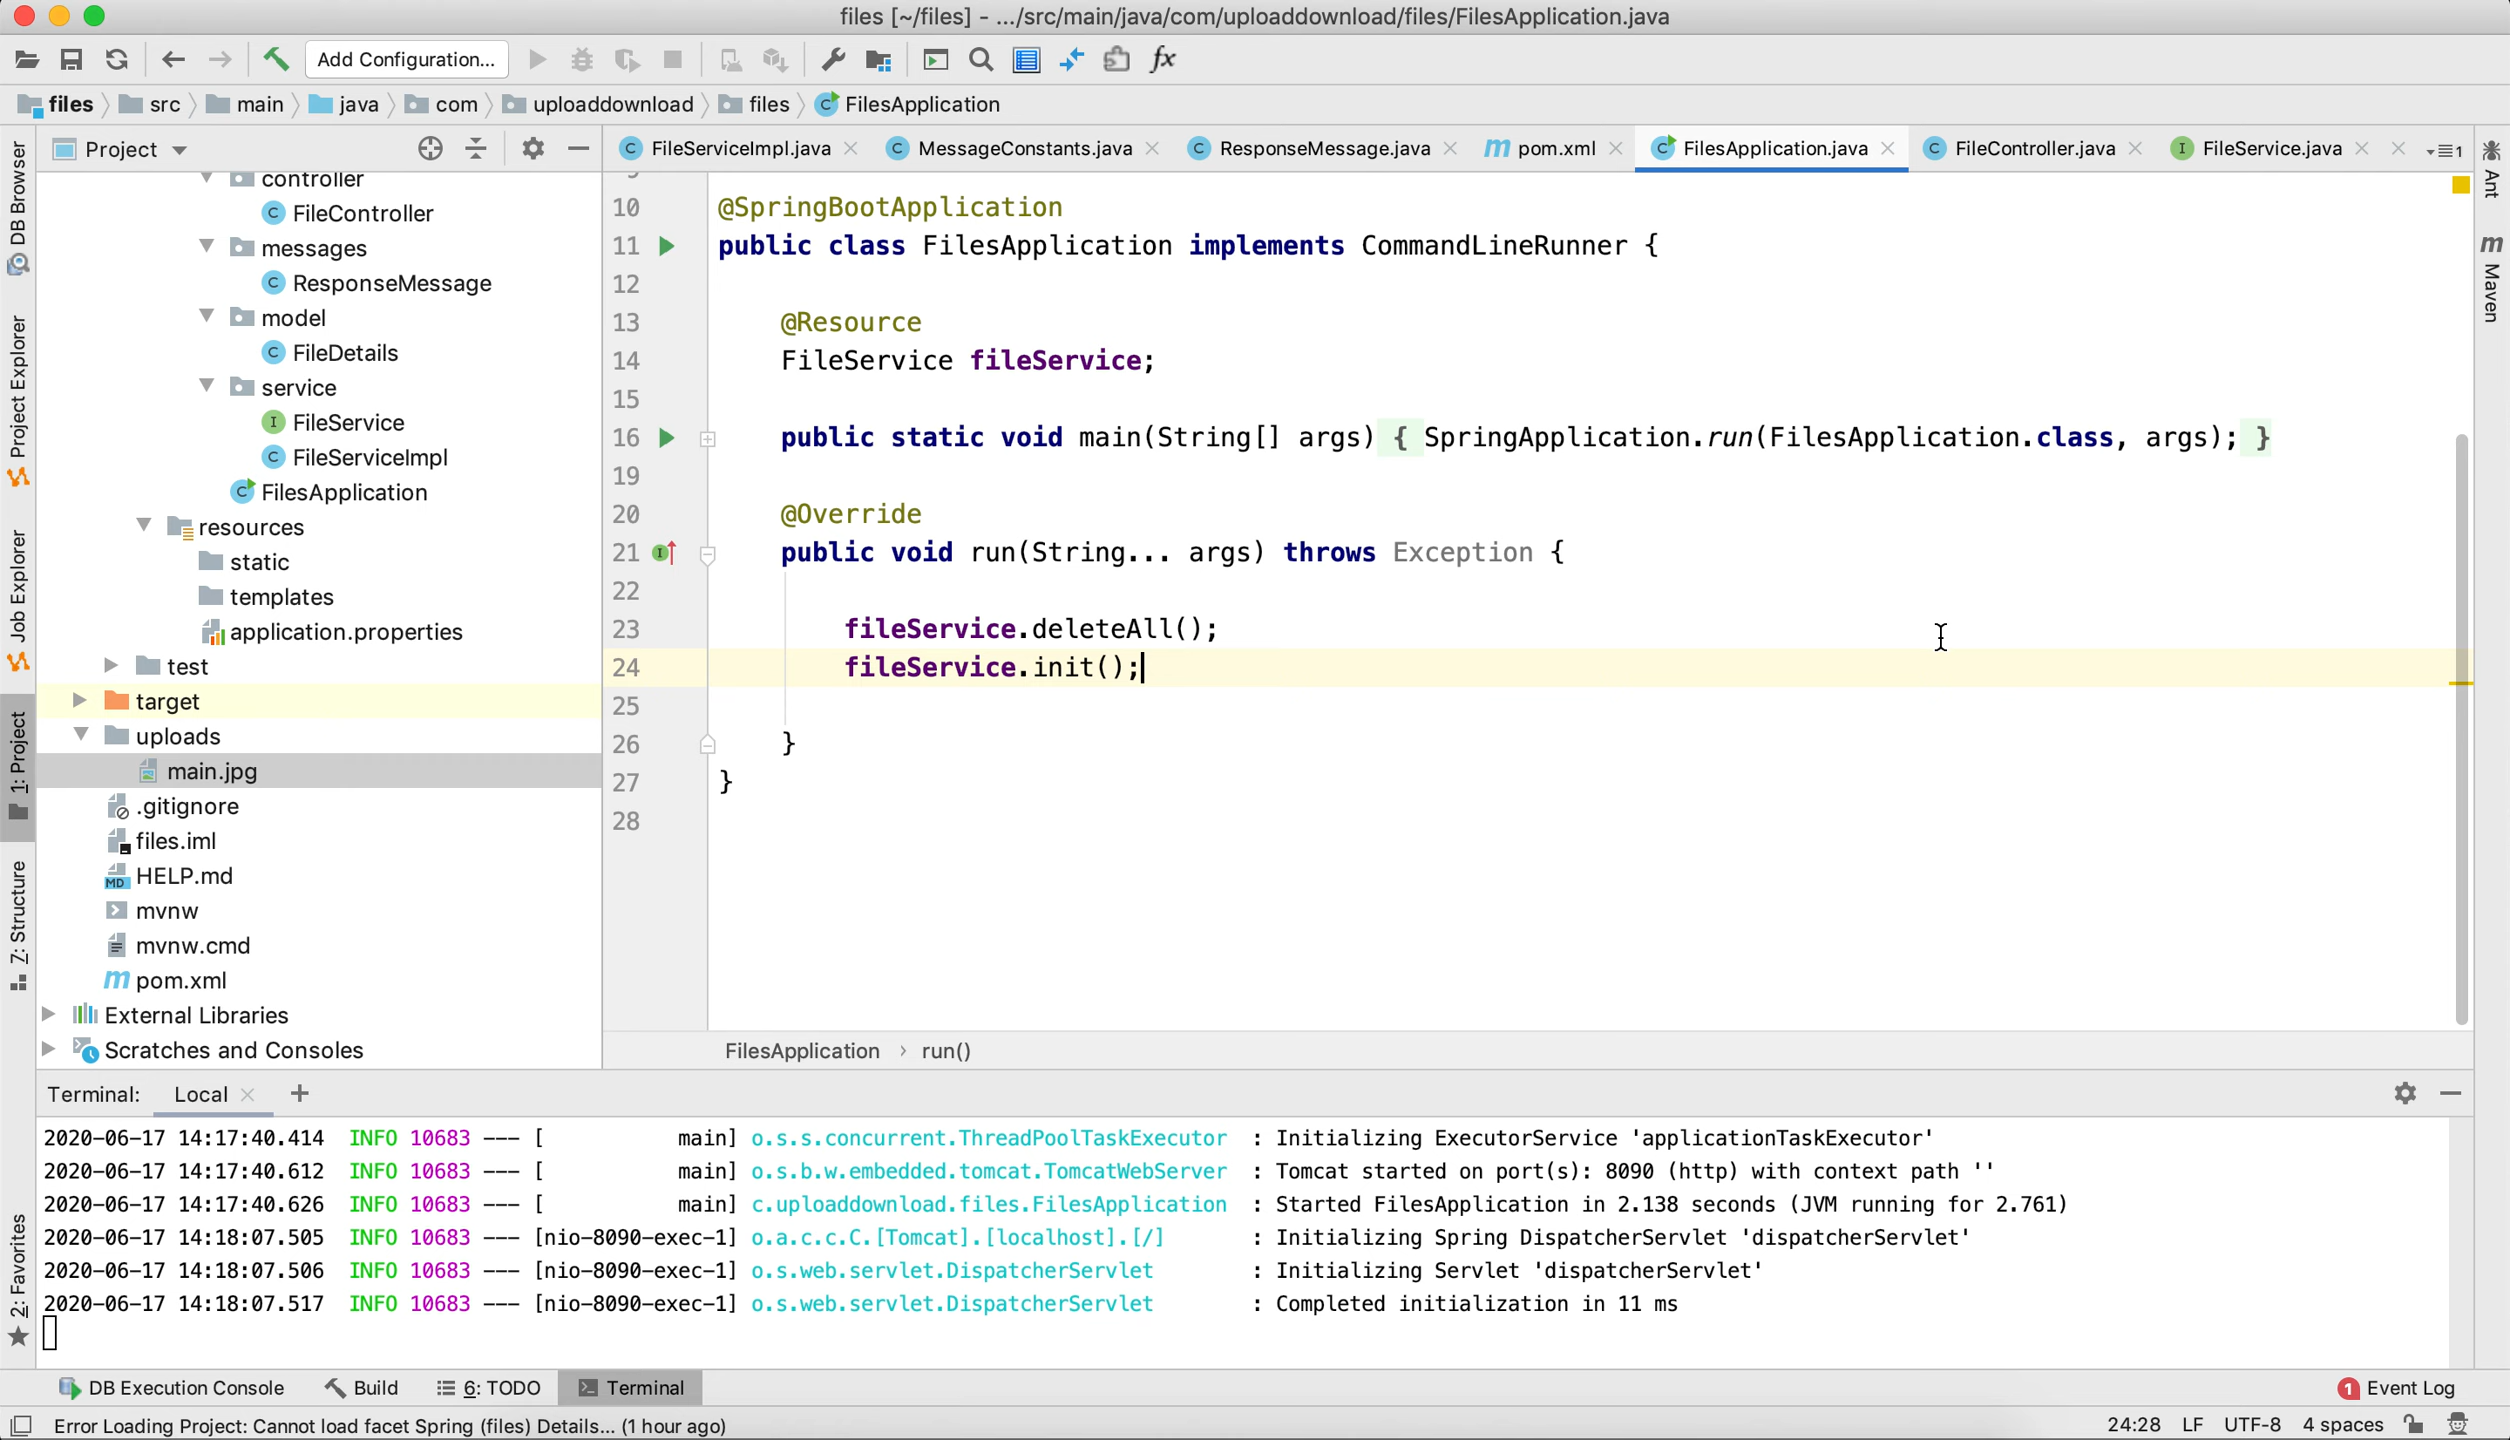 files [~/files] - .../src/main/java/com/uploaddownload/files/FilesApplication.java
Add Configuration...
fx
files src main java com uploaddownload files FilesApplication
Project
FileServiceImpl.java MessageConstants.java ResponseMessage.java pom.xml FilesApplication.java FileController.java FileService.java 1
DB Browser
Project Explorer
Job Explorer
1: Project
7: Structure
2: Favorites
controller
FileController
messages
ResponseMessage
model
FileDetails
service
FileService
FileServiceImpl
FilesApplication
resources
static
templates
application.properties
test
target
uploads
main.jpg
.gitignore
files.iml
HELP.md
mvnw
mvnw.cmd
pom.xml
External Libraries
Scratches and Consoles
10 @SpringBootApplication
11 public class FilesApplication implements CommandLineRunner {
12
13 @Resource
14 FileService fileService;
15
16 public static void main(String[] args) { SpringApplication.run(FilesApplication.class, args); }
19
20 @Override
21 public void run(String... args) throws Exception {
22
23 fileService.deleteAll();
24 fileService.init();
25
26 }
27 }
28
Ant
Maven
FilesApplication › run()
Terminal: Local
2020-06-17 14:17:40.414 INFO 10683 --- [ main] o.s.s.concurrent.ThreadPoolTaskExecutor : Initializing ExecutorService 'applicationTaskExecutor'
2020-06-17 14:17:40.612 INFO 10683 --- [ main] o.s.b.w.embedded.tomcat.TomcatWebServer : Tomcat started on port(s): 8090 (http) with context path ''
2020-06-17 14:17:40.626 INFO 10683 --- [ main] c.uploaddownload.files.FilesApplication : Started FilesApplication in 2.138 seconds (JVM running for 2.761)
2020-06-17 14:18:07.505 INFO 10683 --- [nio-8090-exec-1] o.a.c.c.C.[Tomcat].[localhost].[/] : Initializing Spring DispatcherServlet 'dispatcherServlet'
2020-06-17 14:18:07.506 INFO 10683 --- [nio-8090-exec-1] o.s.web.servlet.DispatcherServlet : Initializing Servlet 'dispatcherServlet'
2020-06-17 14:18:07.517 INFO 10683 --- [nio-8090-exec-1] o.s.web.servlet.DispatcherServlet : Completed initialization in 11 ms
DB Execution Console Build 6: TODO Terminal 1 Event Log
Error Loading Project: Cannot load facet Spring (files) Details... (1 hour ago) 24:28 LF UTF-8 4 spaces